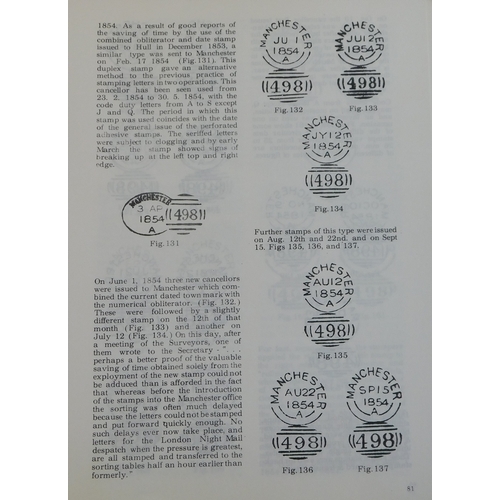 1854. As a result of good reports of
the saving of time by the use of the
combined obliterator and date stamp
issued to Hull in December 1853, a
similar type was sent to Manchester
on Feb. 17 1854 (Fig.131). This
duplex stamp gave an alternative
method to the previous practice of
stamping letters in two operations. This
cancellor has been used from
23. 2. 1854 to 30. 5. 1854, with the
code duty letters from A to 8 except
J and Q. The period in which this
stamp was used coincides with the date
of the general issue of the perforated
adhesive stamps. The seriffed letters
were subject to clogging and by early
March the stamp showed signs of
breaking up at the left top and right
edge.
MANCHESTER
3 AP
1854
A
498
Fig.131
On June 1, 1854 three new cancellors
were issued to Manchester which com-
bined the current dated town mark with
the numerical obliterator. (Fig. 132.)
These were followed by a slightly
different stamp on the 12th of that
month (Fig. 133) and another on
July 12 (Fig. 134.) On this day, after
a meeting of the Surveyors, one of
them wrote to the Secretary - ". .
perhaps a better proof of the valuable
saving of time obtained solely from the
exployment of the new stamp could not
be adduced than is afforded in the fact
that whereas before the introduction
of the stamps into the Manchester office
the sorting was often much delayed
because the letters could not be stamped
and put forward quickly enough. No
such delays ever now take place, and
letters for the London Night Mail
despatch when the pressure is greatest,
are all stamped and transferred to the
sorting tables half an hour earlier than
formerly."
MANCHESTER
JU 1
1854
A
498
Fig.132
MANCHESTER
JU12
1854
A
498
Fig.133
MANCHESTER
JY12
1854
A
498
Fig.134
Further stamps of this type were issued
on Aug. 12th and 22nd. and on Sept
15. Figs 135, 136, and 137.
MANCHESTER
AU12
1854
A
498
Fig.135
MANCHESTER
AU22
1854
A
498
Fig.136
MANCHESTER
SP15
1854
A
498
Fig.137